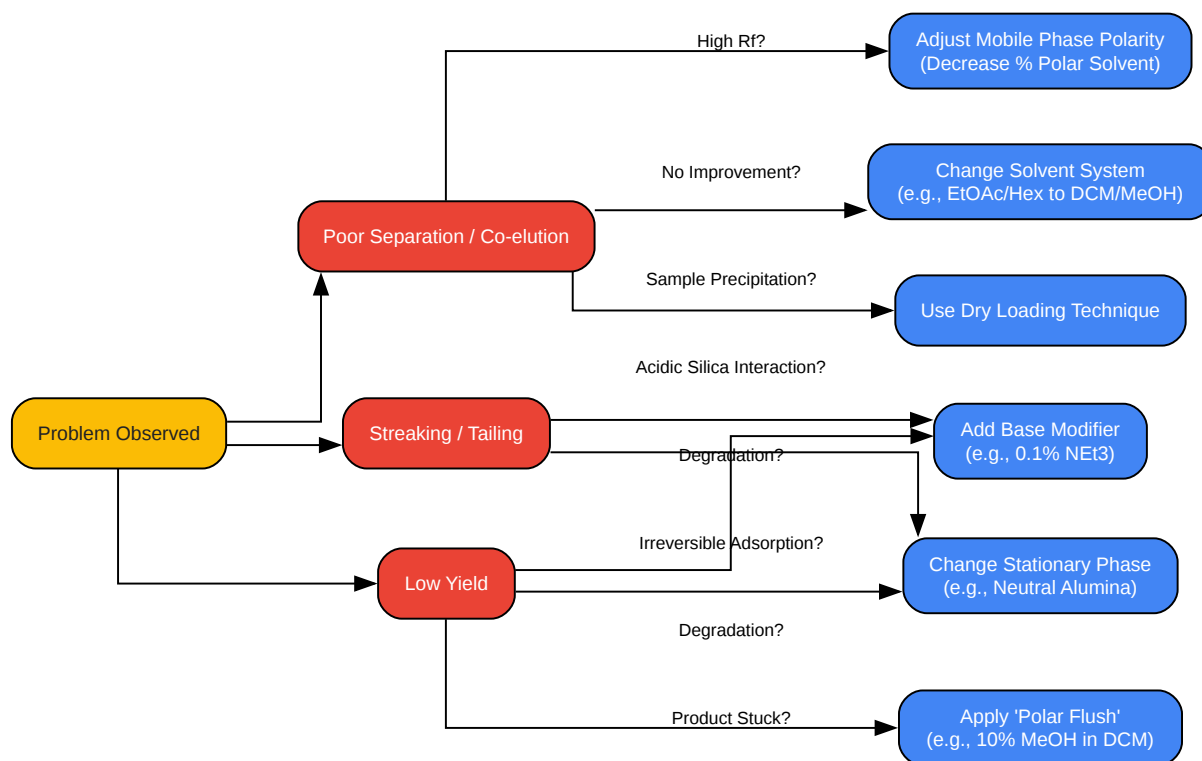 High Rf?
Adjust Mobile Phase Polarity
(Decrease % Polar Solvent)
No Improvement?
Change Solvent System
(e.g., EtOAc/Hex to DCM/MeOH)
Poor Separation / Co-elution
Sample Precipitation?
Use Dry Loading Technique
Acidic Silica Interaction?
Problem Observed
Streaking / Tailing
Add Base Modifier
(e.g., 0.1% NEt3)
Degradation?
Irreversible Adsorption?
Low Yield
Change Stationary Phase
(e.g., Neutral Alumina)
Degradation?
Product Stuck?
Apply 'Polar Flush'
(e.g., 10% MeOH in DCM)